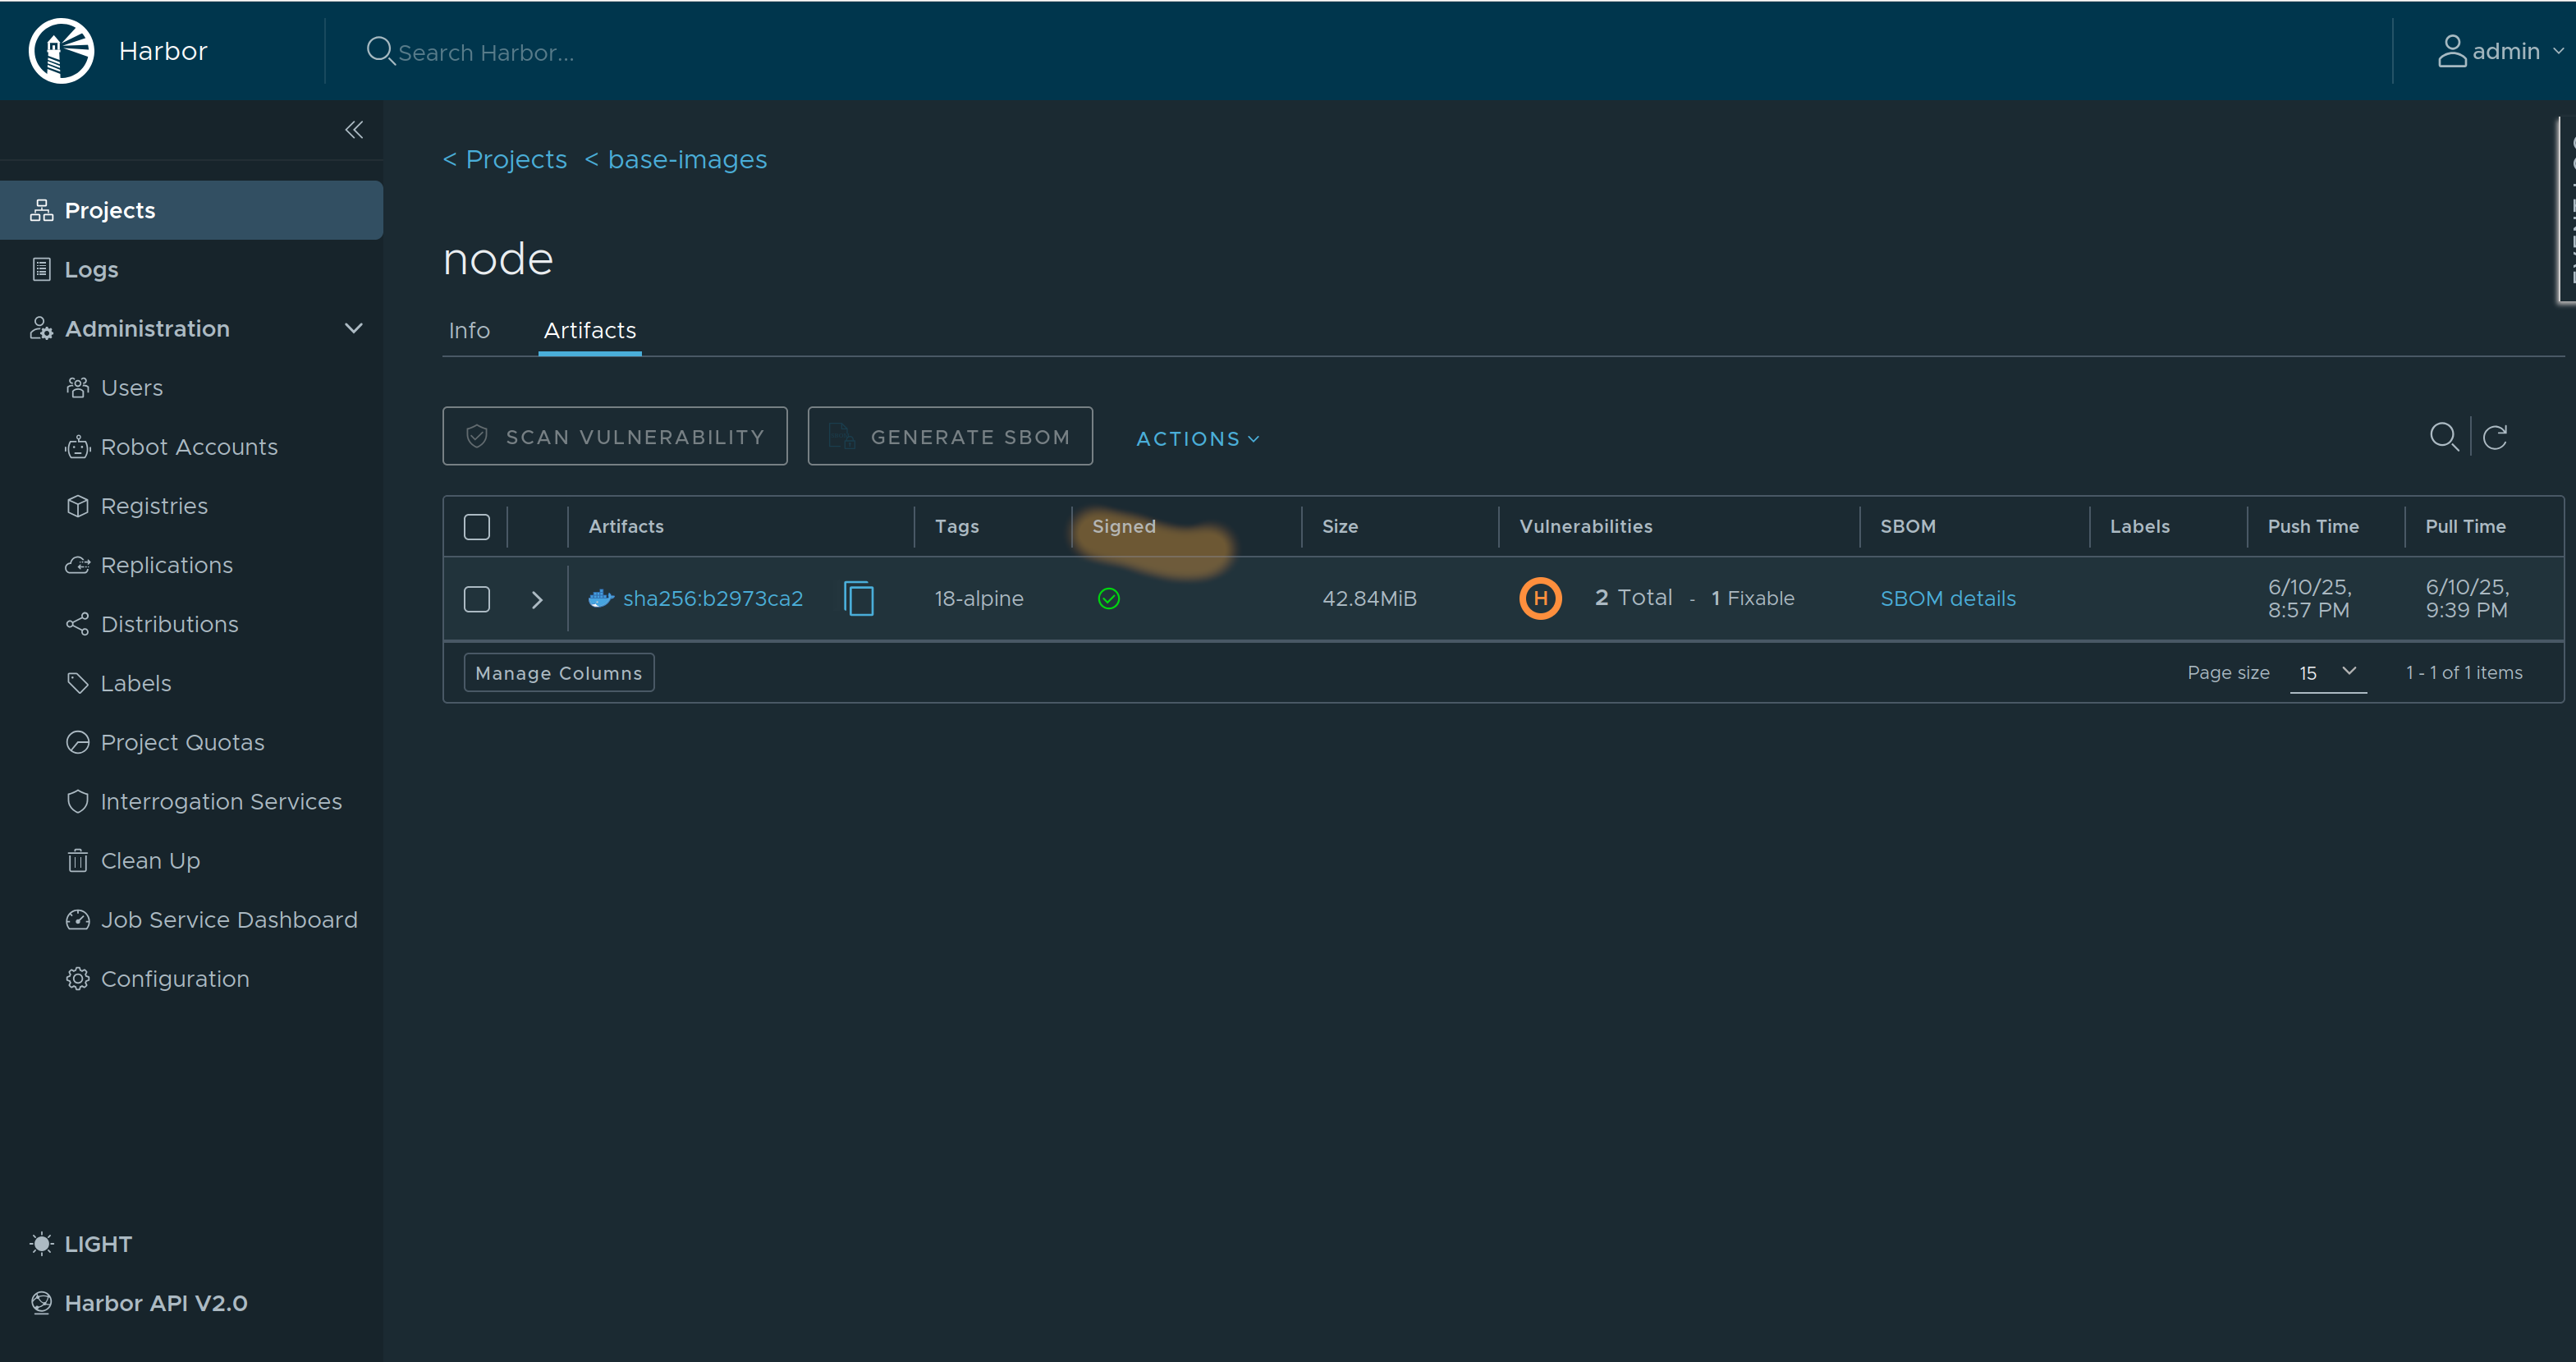 Harbor
Search Harbor...
admin
< Projects < base-images
Projects
Logs
Administration
Users
Robot Accounts
Registries
Replications
Distributions
Labels
Project Quotas
Interrogation Services
Clean Up
Job Service Dashboard
Configuration
LIGHT
Harbor API V2.0
node
Info Artifacts
SCAN VULNERABILITY GENERATE SBOM ACTIONS
Artifacts Tags Signed Size Vulnerabilities SBOM Labels Push Time Pull Time
sha256:b2973ca2 18-alpine 42.84MiB H 2 Total - 1 Fixable SBOM details 6/10/25, 8:57 PM 6/10/25, 9:39 PM
Manage Columns Page size 15 1 - 1 of 1 items